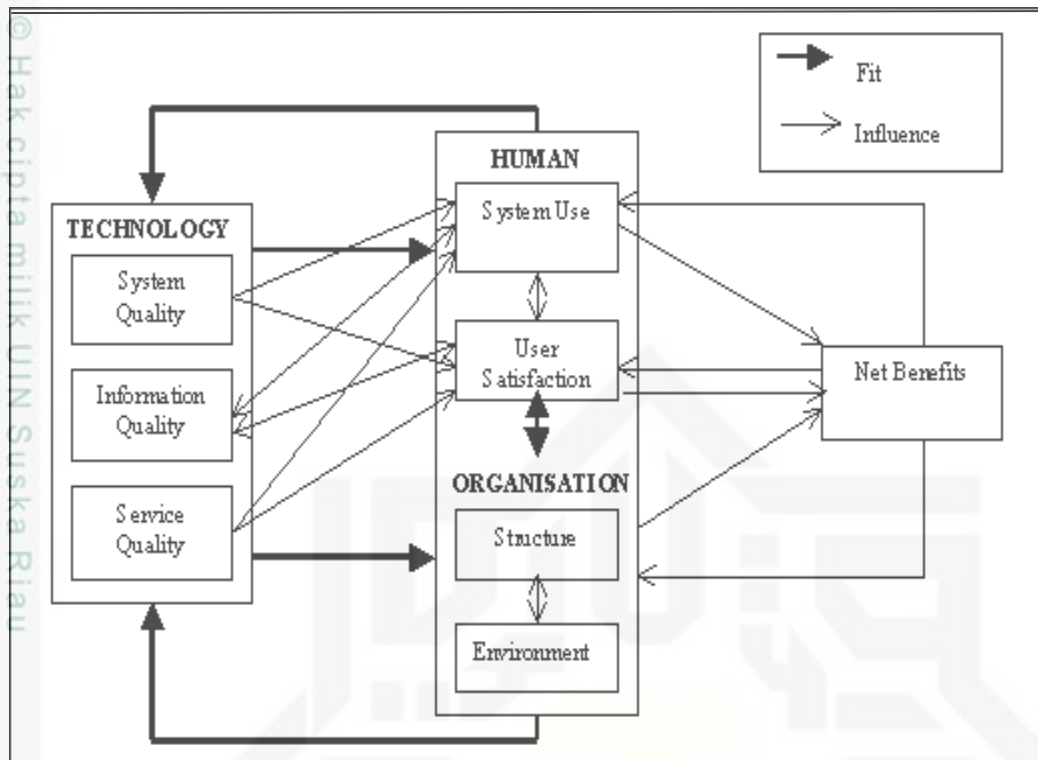 © Hak cipta milik UIN Suska Riau
Fit
Influence
HUMAN
System Use
User
Satisfaction
ORGANISATION
Structure
Environment
TECHNOLOGY
System
Quality
Information
Quality
Service
Quality
Net Benefits